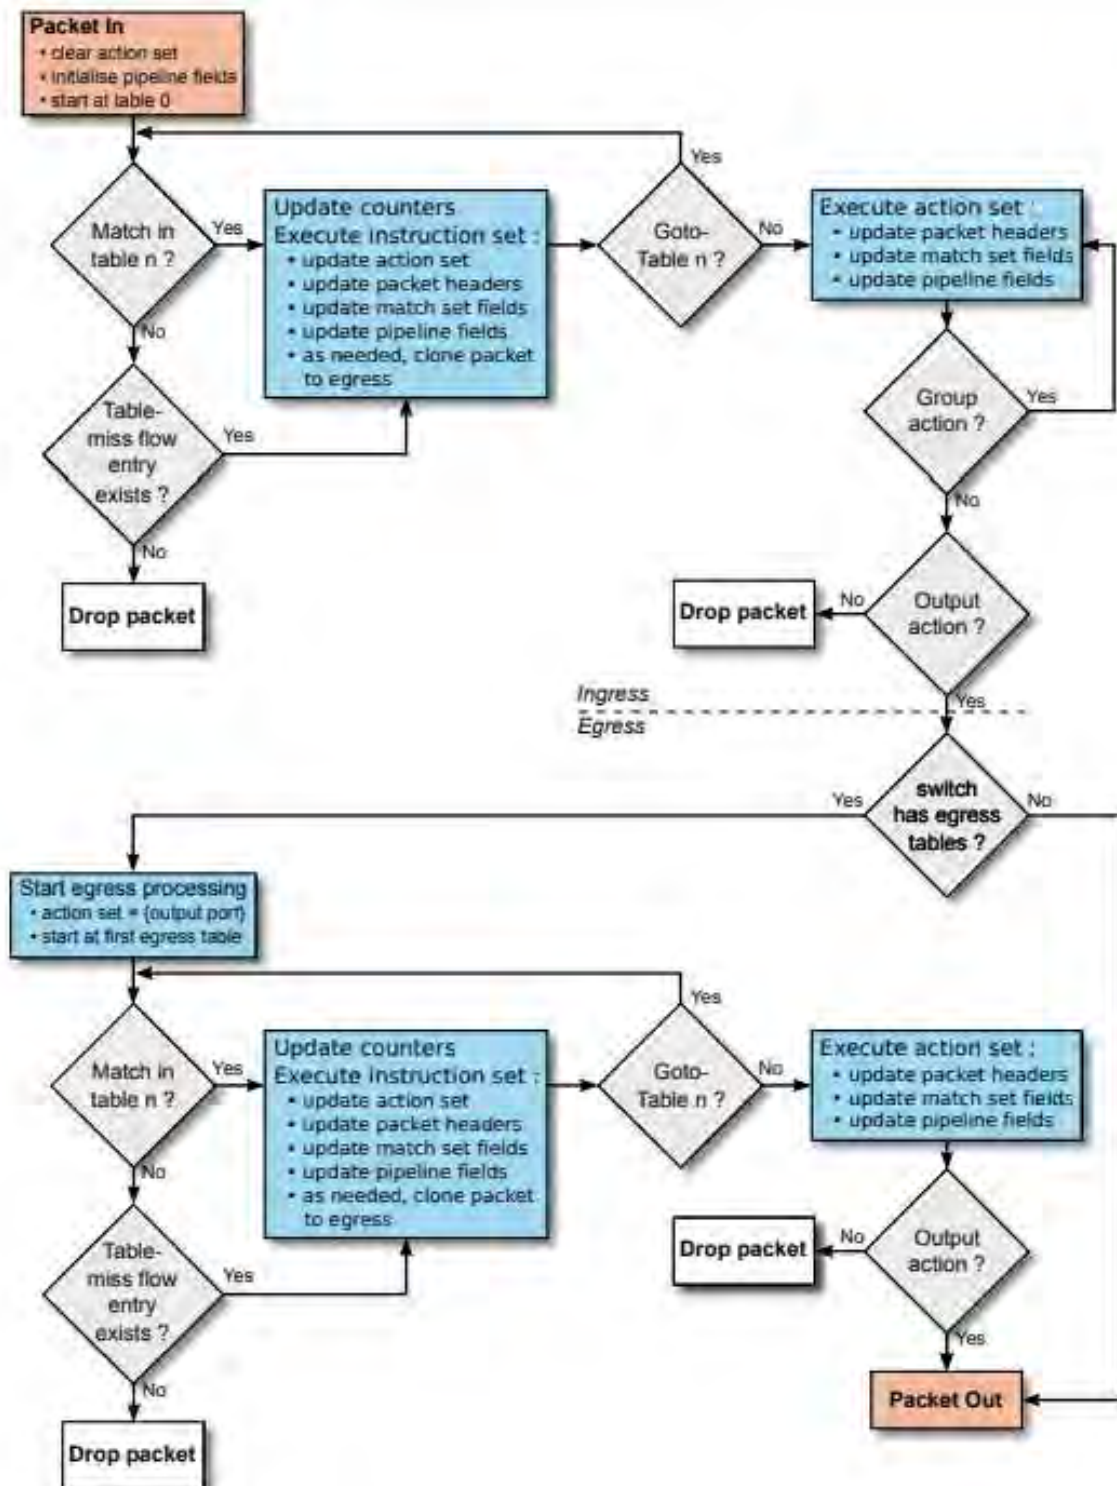 Packet In
• clear action set
• initialise pipeline fields
• start at table 0
Yes
Match in
table n ?
Yes
Update counters
Execute instruction set :
• update action set
• update packet headers
• update match set fields
• update pipeline fields
• as needed, clone packet
to egress
Goto-
Table n ?
No
Execute action set :
• update packet headers
• update match set fields
• update pipeline fields
No
Table-
miss flow
entry
exists ?
Yes
Group
action ?
Yes
No
No
Drop packet
Output
action ?
No
Drop packet
Ingress
Yes
Egress
switch
has egress
tables ?
Yes
No
Start egress processing
• action set = {output port}
• start at first egress table
Yes
Match in
table n ?
Yes
Update counters
Execute instruction set :
• update action set
• update packet headers
• update match set fields
• update pipeline fields
• as needed, clone packet
to egress
Goto-
Table n ?
No
Execute action set :
• update packet headers
• update match set fields
• update pipeline fields
No
Table-
miss flow
entry
exists ?
Yes
Output
action ?
No
Drop packet
Yes
No
Packet Out
Drop packet